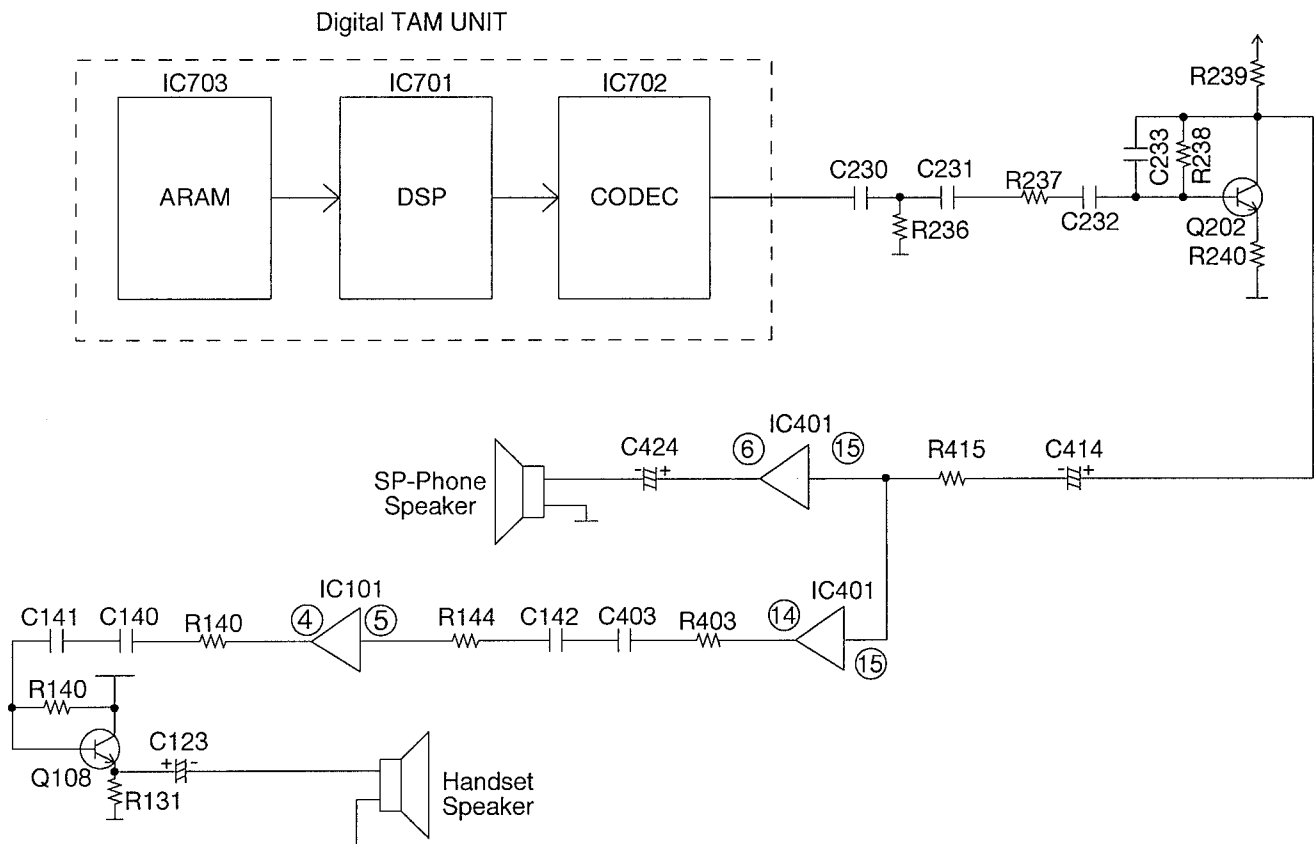 Digital TAM UNIT
IC703
IC701
IC702
ARAM
DSP
CODEC
C230
C231
R237
C232
R236
C233
R238
R239
Q202
R240
SP-Phone
Speaker
C424
- +
6
IC401
15
R415
C414
- +
C141
C140
R140
4
IC101
5
R144
C142
C403
R403
14
IC401
15
R140
Q108
R131
C123
+ -
Handset
Speaker